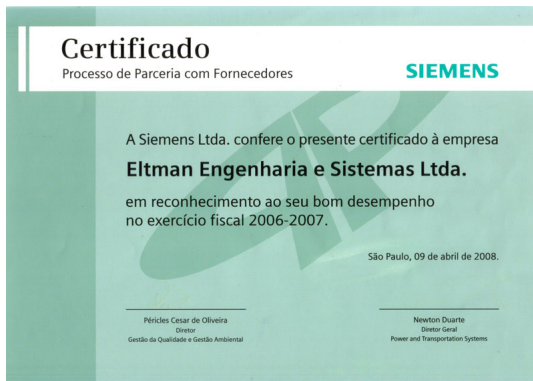 Certificado
Processo de Parceria com Fornecedores
SIEMENS
A Siemens Ltda. confere o presente certificado à empresa
Eltman Engenharia e Sistemas Ltda.
em reconhecimento ao seu bom desempenho
no exercício fiscal 2006-2007.
São Paulo, 09 de abril de 2008.
Péricles Cesar de Oliveira
Diretor
Gestão da Qualidade e Gestão Ambiental
Newton Duarte
Diretor Geral
Power and Transportation Systems